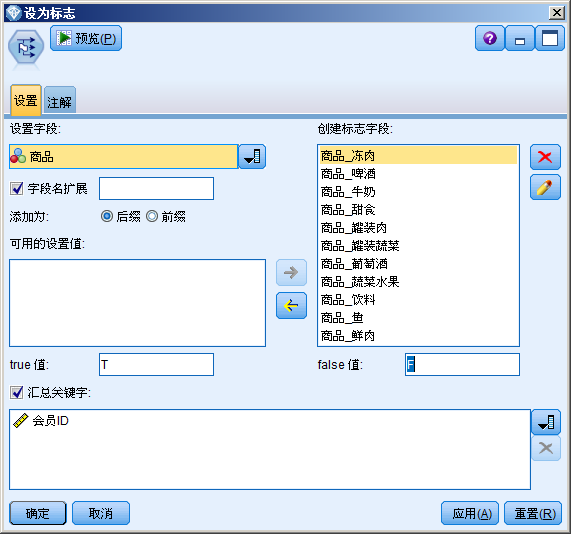 设为标志
预览(P)
设置
注解
设置字段:
商品
字段名扩展
添加为:
后缀
前缀
可用的设置值:
创建标志字段:
商品_冻肉
商品_啤酒
商品_牛奶
商品_甜食
商品_罐装肉
商品_罐装蔬菜
商品_葡萄酒
商品_蔬菜水果
商品_饮料
商品_鱼
商品_鲜肉
true 值:
T
false 值:
F
汇总关键字:
会员ID
确定
取消
应用(A)
重置(R)